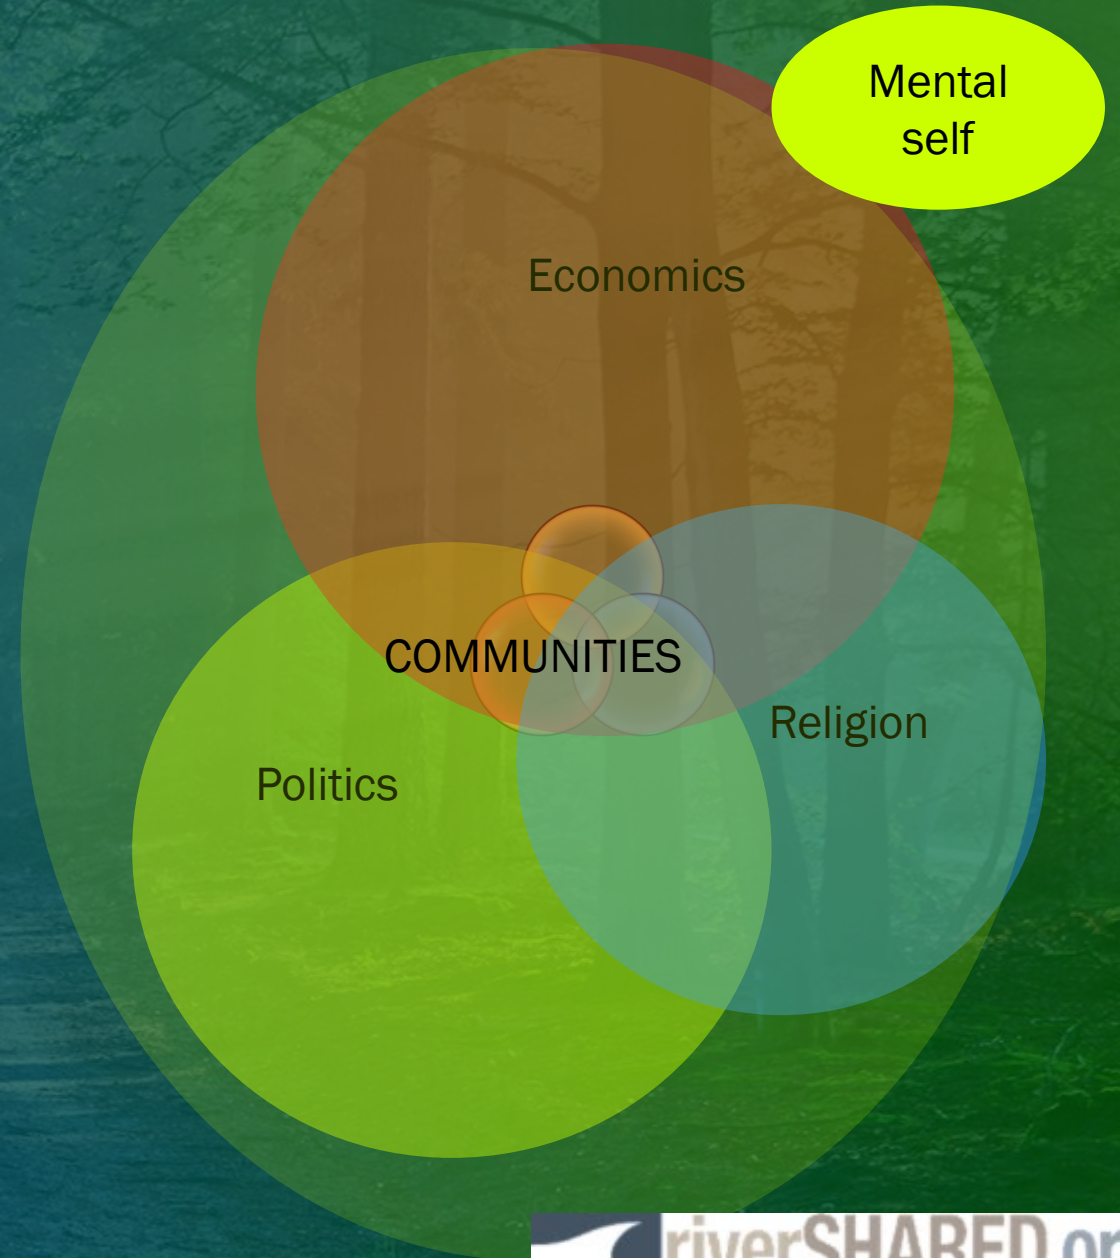 Mental
self
Economics
COMMUNITIES
Religion
Politics
riverSHARED